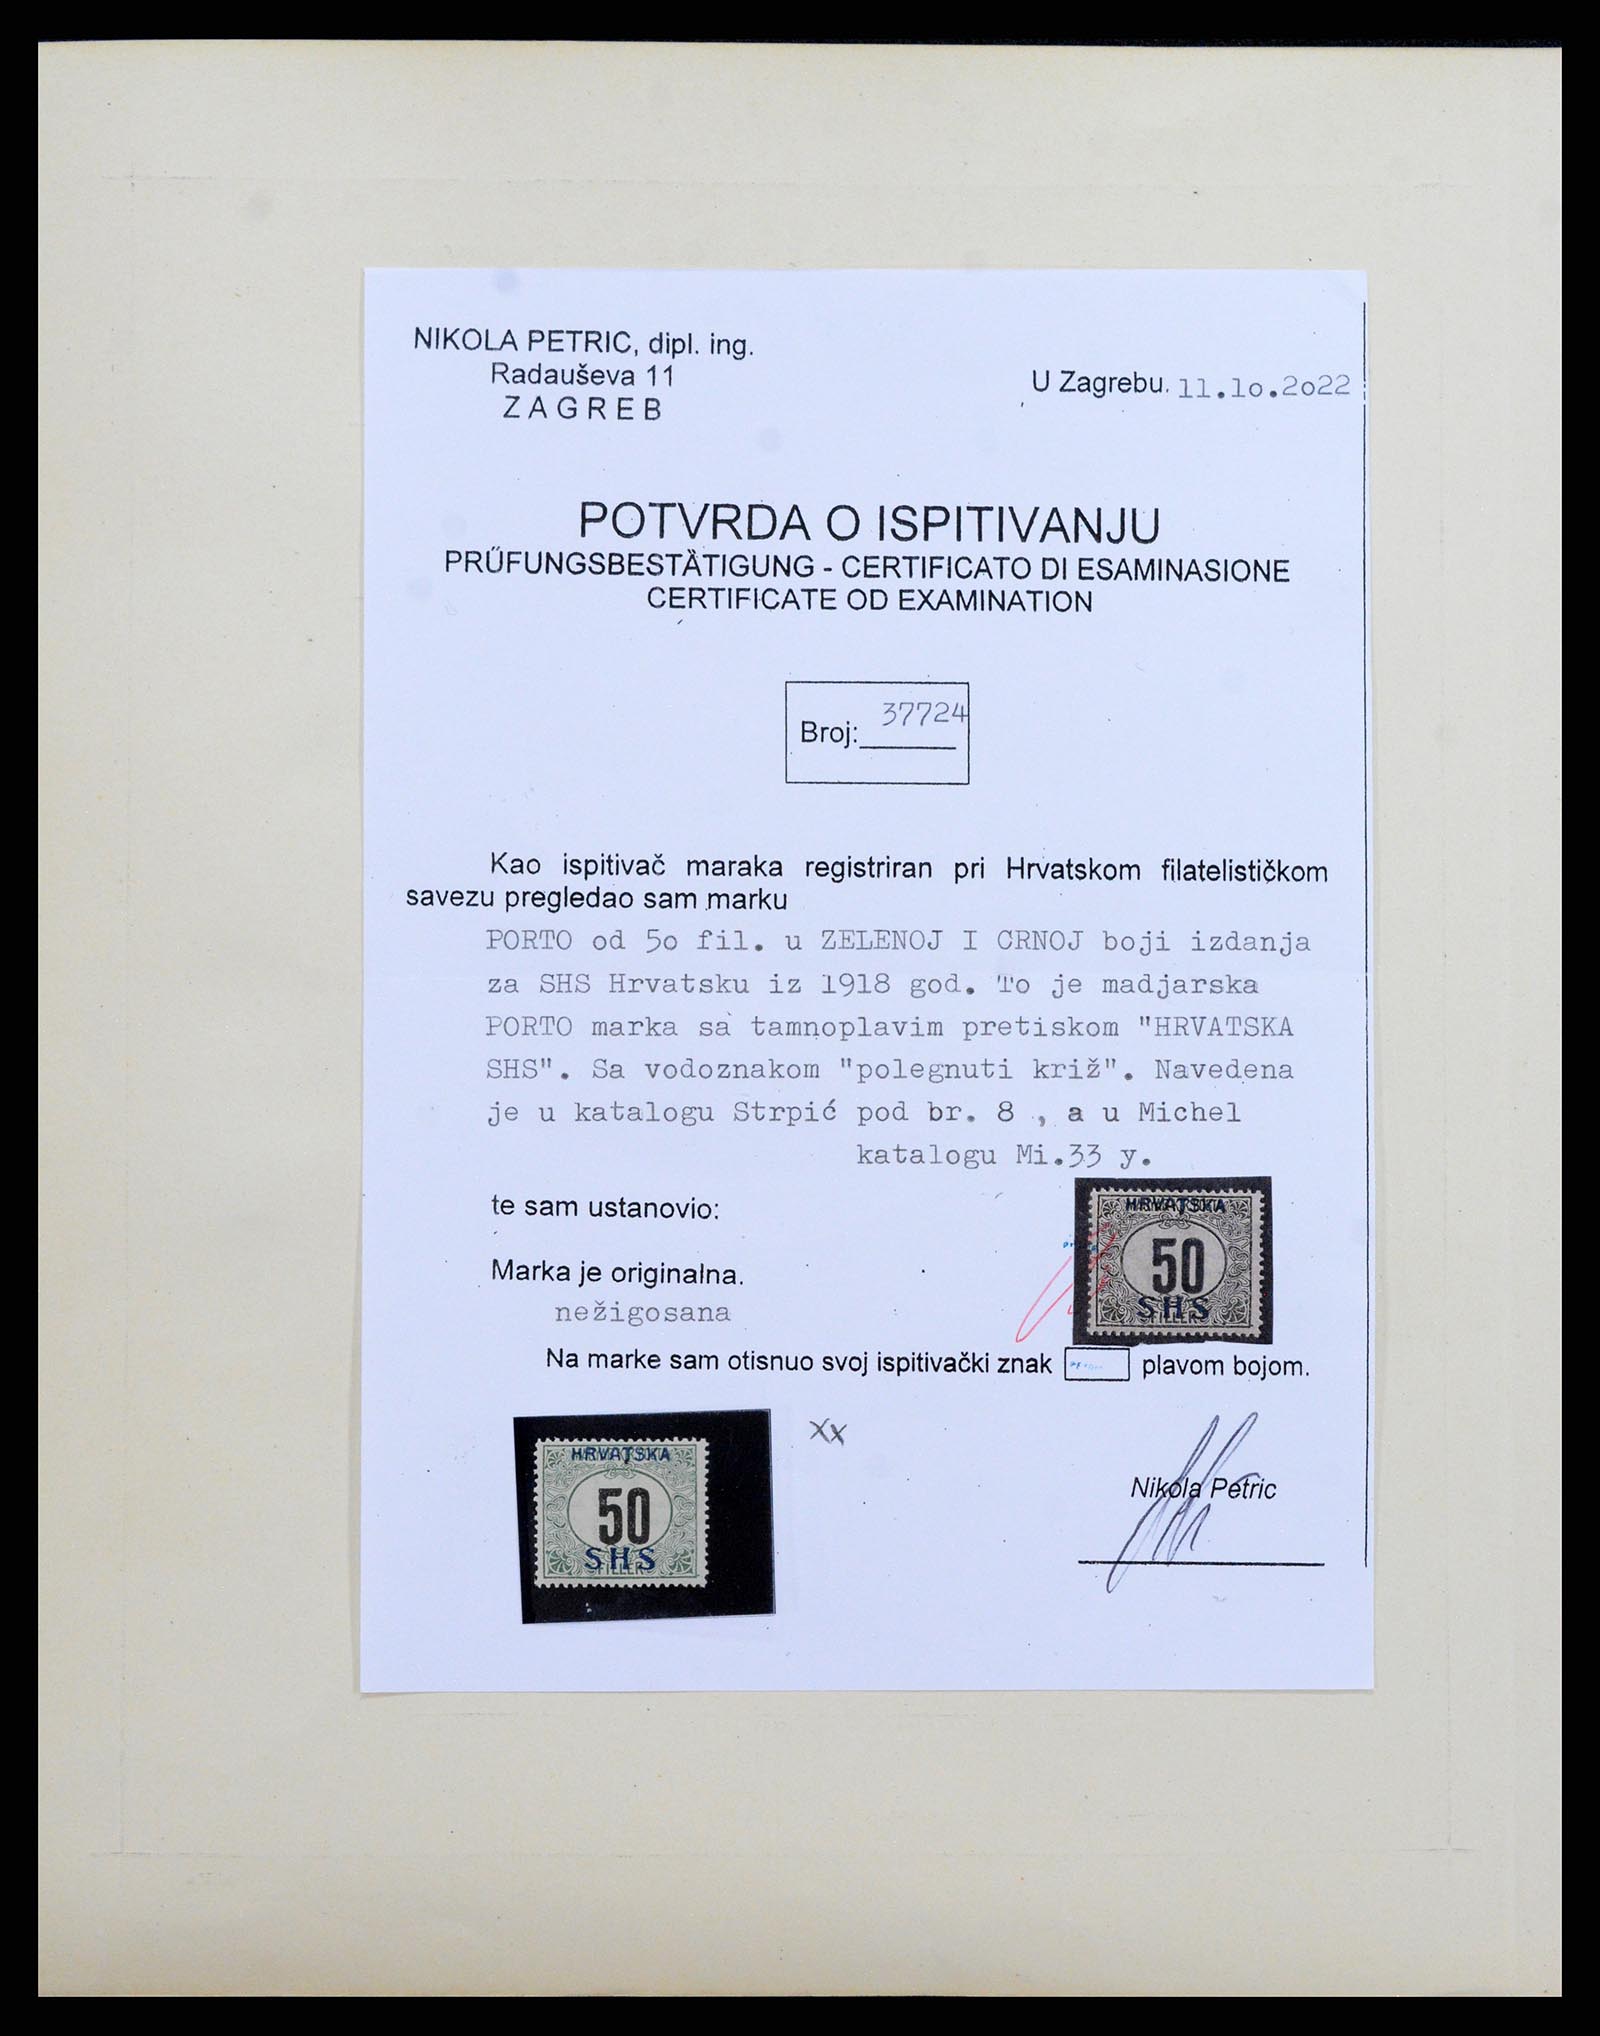 NIKOLA PETRIC, dipl. ing.
Radauševa 11
ZAGREB
U Zagrebu. 11.1o.2o22
POTVRDA O ISPITIVANJU
PRŰFUNGSBESTÄTIGUNG - CERTIFICATO DI ESAMINASIONE
CERTIFICATE OD EXAMINATION
Broj: 37724
Kao ispitivač maraka registriran pri Hrvatskom filatelističkom
savezu pregledao sam marku
PORTO od 5o fil. u ZELENOJ I CRNOJ boji izdanja
za SHS Hrvatsku iz 1918 god. To je madjarska
PORTO marka sa tamnoplavim pretiskom "HRVATSKA
SHS". Sa vodoznakom "polegnuti križ". Navedena
je u katalogu Strpić pod br. 8 , a u Michel
katalogu Mi.33 y.
te sam ustanovio:
HRVATSKA
50
SHS
FILLER
Marka je originalna.
nežigosana
Na marke sam otisnuo svoj ispitivački znak plavom bojom.
HRVATSKA
50
SHS
FILLER
XX
Nikola Petric